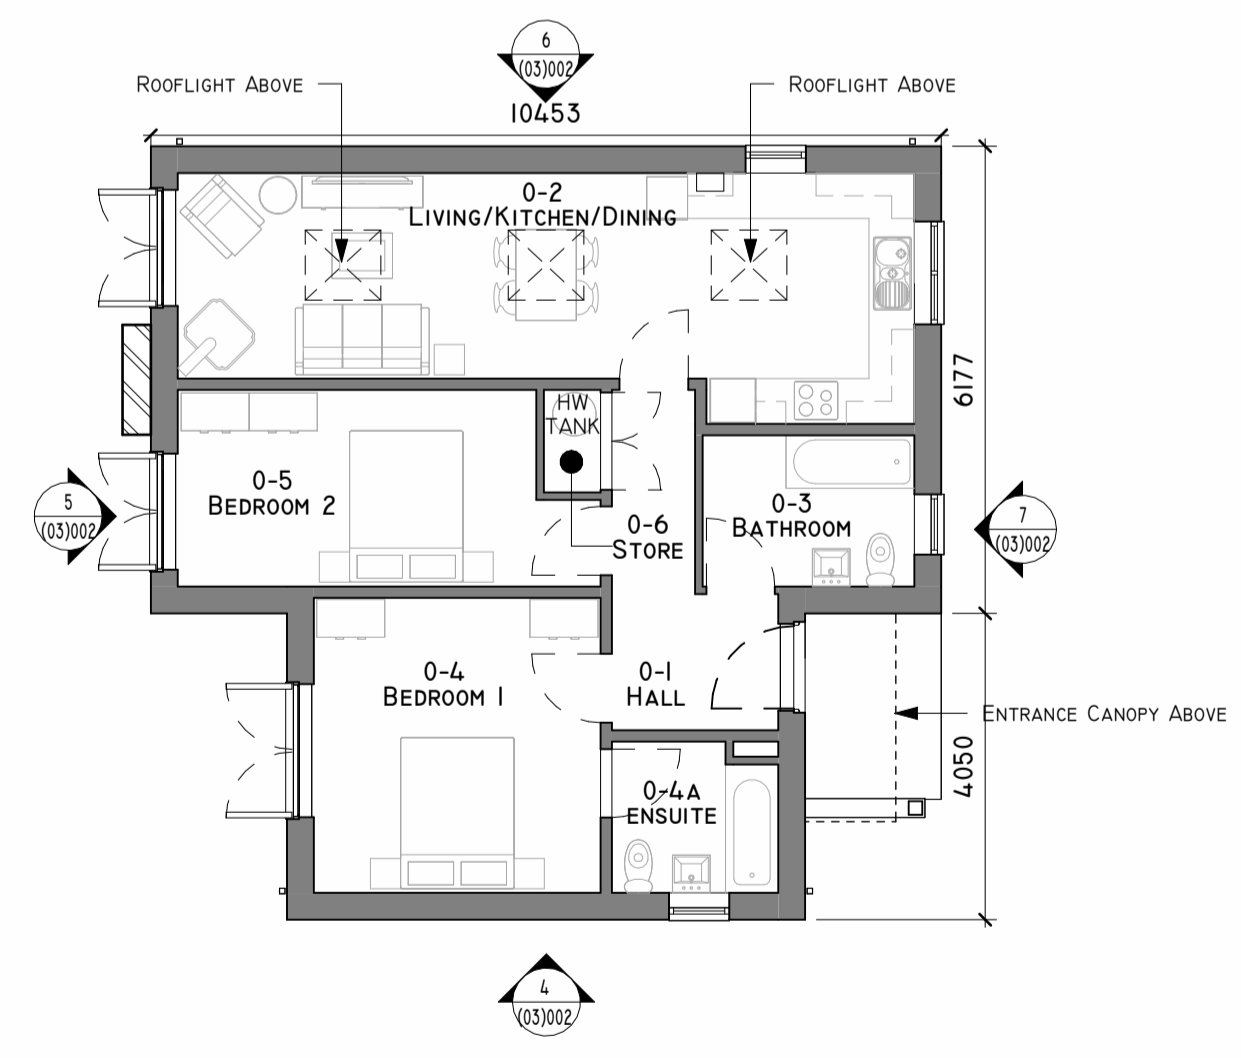 6
(03)002
ROOFLIGHT ABOVE
ROOFLIGHT ABOVE
10453
0-2
LIVING/KITCHEN/DINING
6177
HW
TANK
0-5
BEDROOM 2
5
(03)002
0-6
STORE
0-3
BATHROOM
7
(03)002
0-4
BEDROOM 1
0-1
HALL
ENTRANCE CANOPY ABOVE
4050
0-4A
ENSUITE
4
(03)002